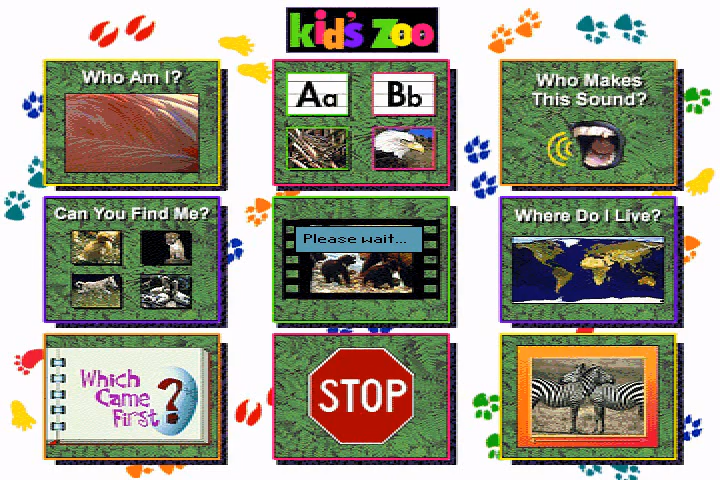 kid's Zoo
Who Am I?
Aa
Bb
Who Makes
This Sound?
Can You Find Me?
Please wait...
Where Do I Live?
Which
Came
First
?
STOP